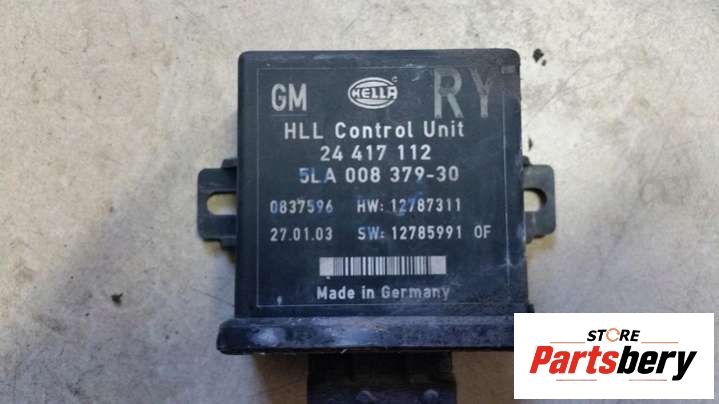 GM HELLA RY
HLL Control Unit
24 417 112
5LA 008 379-30
0837596 HW: 12787311
27.01.03 SW: 12785991 OF
Made in Germany
STORE
Partsbery